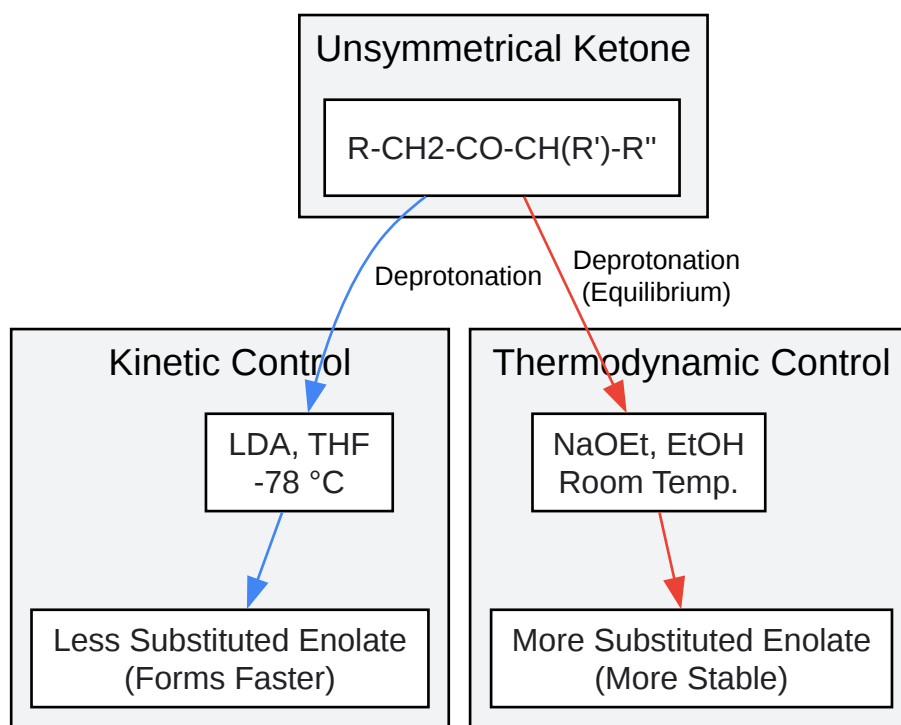 Unsymmetrical Ketone
R-CH2-CO-CH(R')-R"
Deprotonation
Deprotonation
(Equilibrium)
Kinetic Control
LDA, THF
-78 °C
Less Substituted Enolate
(Forms Faster)
Thermodynamic Control
NaOEt, EtOH
Room Temp.
More Substituted Enolate
(More Stable)